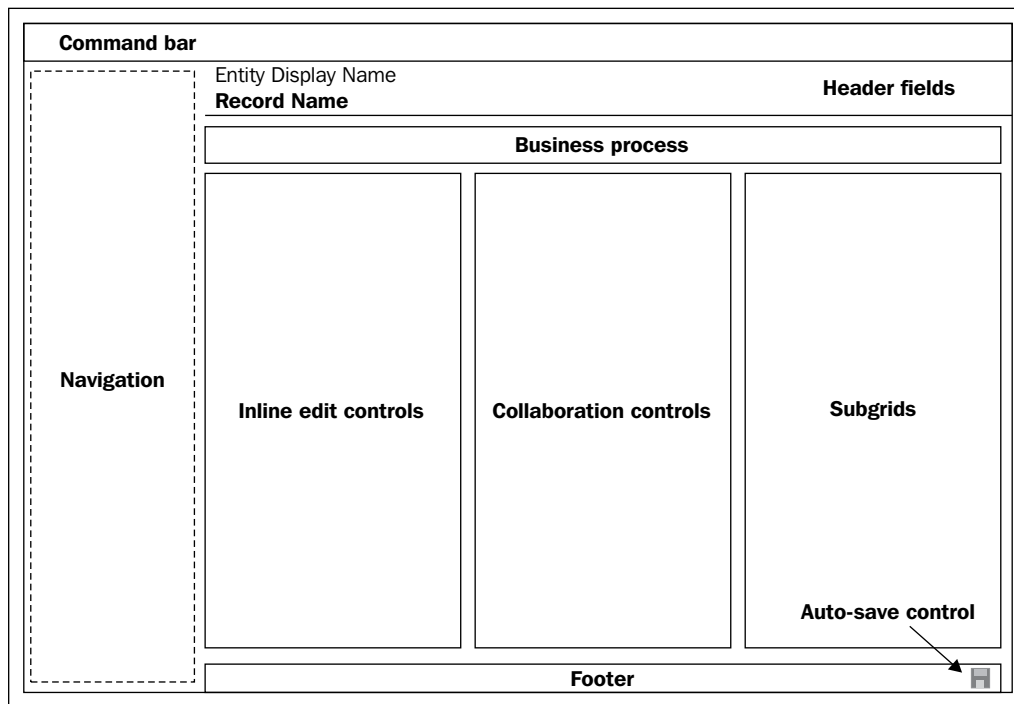 Command bar
Entity Display Name
Record Name
Header fields
Business process
Navigation
Inline edit controls
Collaboration controls
Subgrids
Auto-save control
Footer